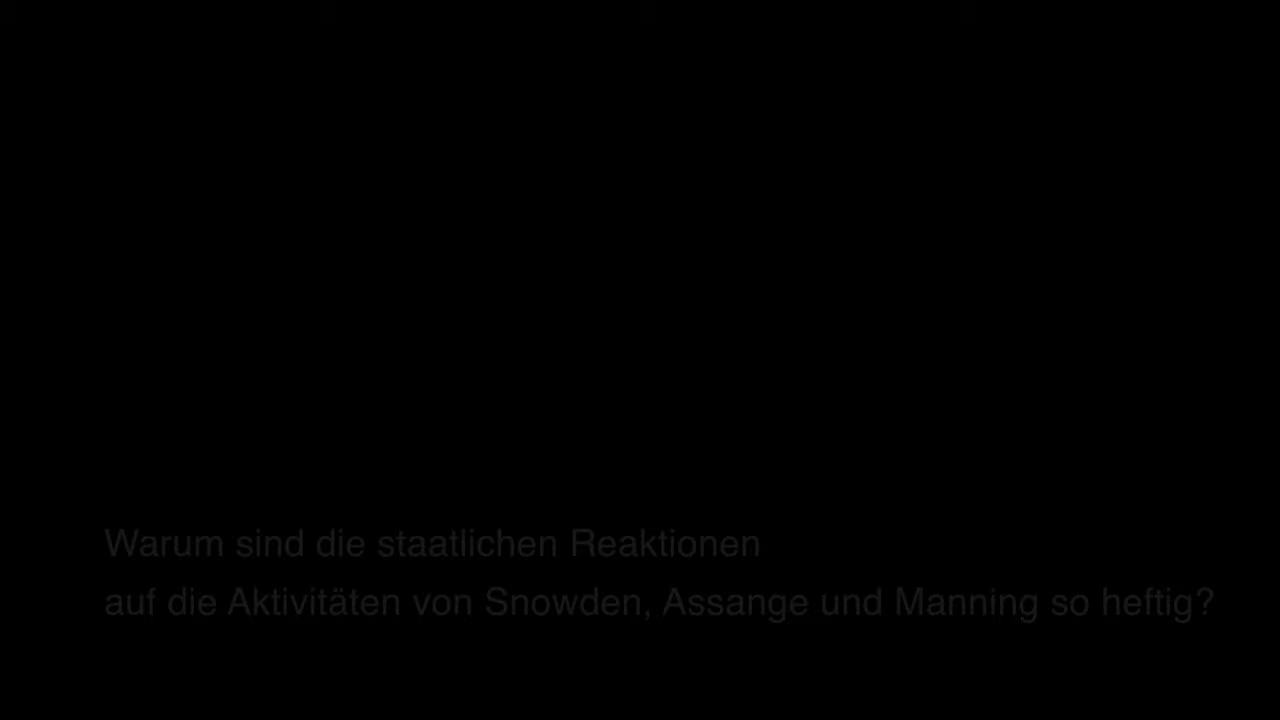 Warum sind die staatlichen Reaktionen
auf die Aktivitäten von Snowden, Assange und Manning so heftig?